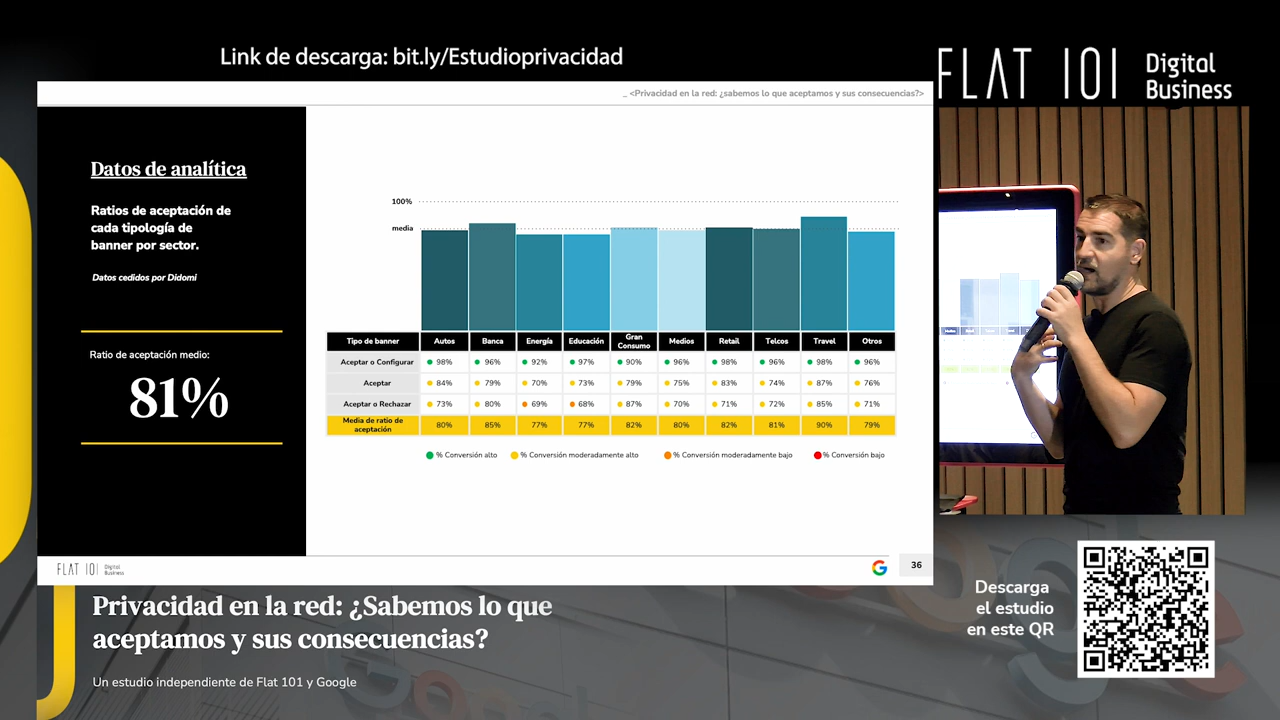 Link de descarga: bit.ly/Estudioprivacidad
FLAT 101 Digital
Business
_ <Privacidad en la red: ¿sabemos lo que aceptamos y sus consecuencias?>
Datos de analítica
Ratios de aceptación de
cada tipología de
banner por sector.
Datos cedidos por Didomi
Ratio de aceptación medio:
81%
100%
media
Tipo de banner Autos Banca Energía Educación Gran Consumo Medios Retail Telcos Travel Otros
Aceptar o Configurar 98% 96% 92% 97% 90% 96% 98% 96% 98% 96%
Aceptar 84% 79% 70% 73% 79% 75% 83% 74% 87% 76%
Aceptar o Rechazar 73% 80% 69% 68% 87% 70% 71% 72% 85% 71%
Media de ratio de aceptación 80% 85% 77% 77% 82% 80% 82% 81% 90% 79%
% Conversión alto % Conversión moderadamente alto % Conversión moderadamente bajo % Conversión bajo
FLAT 101 Digital
Business
G
36
Privacidad en la red: ¿Sabemos lo que
aceptamos y sus consecuencias?
Un estudio independiente de Flat 101 y Google
Descarga
el estudio
en este QR